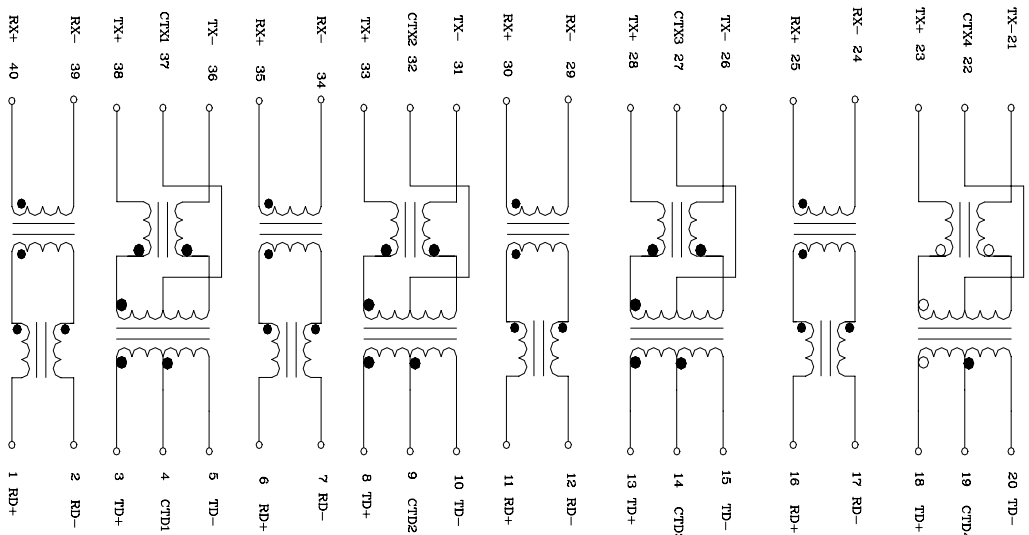 RX+ 40
RX- 39
TX+ 38
CTX1 37
TX- 36
RX+ 35
RX- 34
TX+ 33
CTX2 32
TX- 31
RX+ 30
RX- 29
TX+ 28
CTX3 27
TX- 26
RX+ 25
RX- 24
TX+ 23
CTX4 22
TX-21
1 RD+
2 RD-
3 TD+
4 CTD1
5 TD-
6 RD+
7 RD-
8 TD+
9 CTD2
10 TD-
11 RD+
12 RD-
13 TD+
14 CTD3
15 TD-
16 RD+
17 RD-
18 TD+
19 CTD4
20 TD-